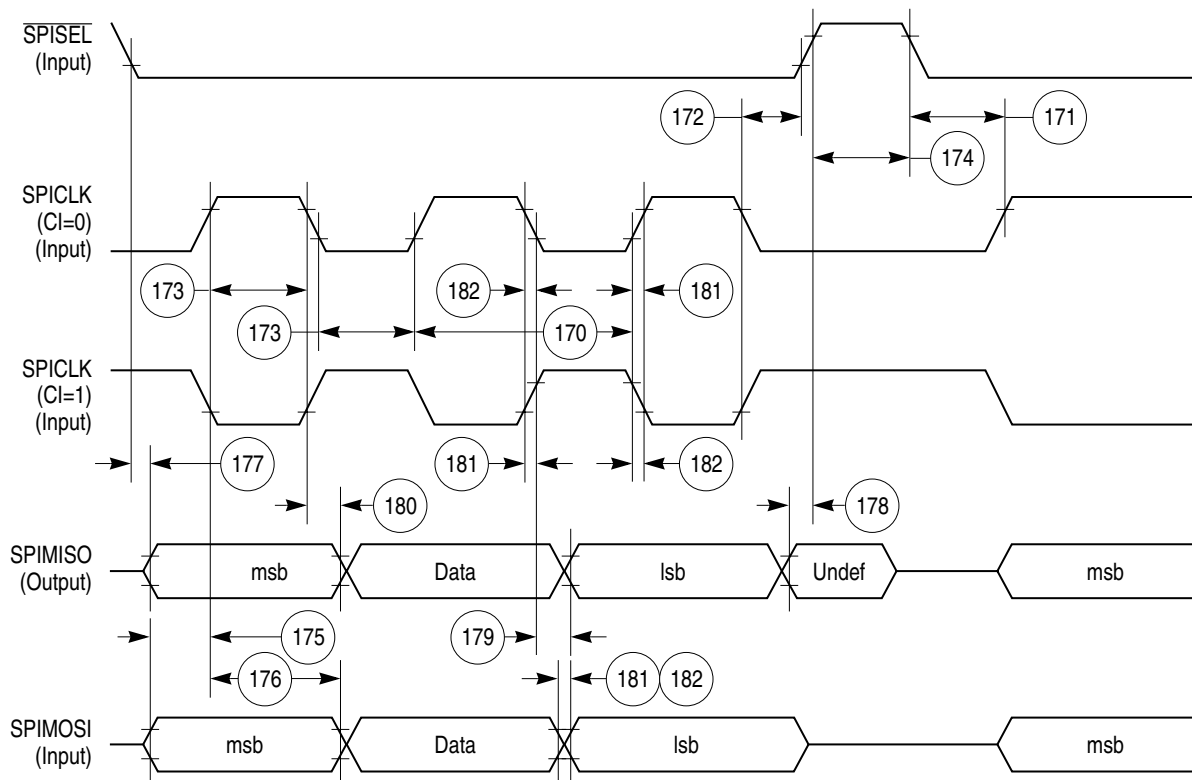 SPISEL
(Input)
172
171
174
SPICLK
(CI=0)
(Input)
173
182
181
173
170
SPICLK
(CI=1)
(Input)
177
181
182
180
178
SPIMISO
(Output)
msb
Data
lsb
Undef
msb
175
179
176
181
182
SPIMOSI
(Input)
msb
Data
lsb
msb